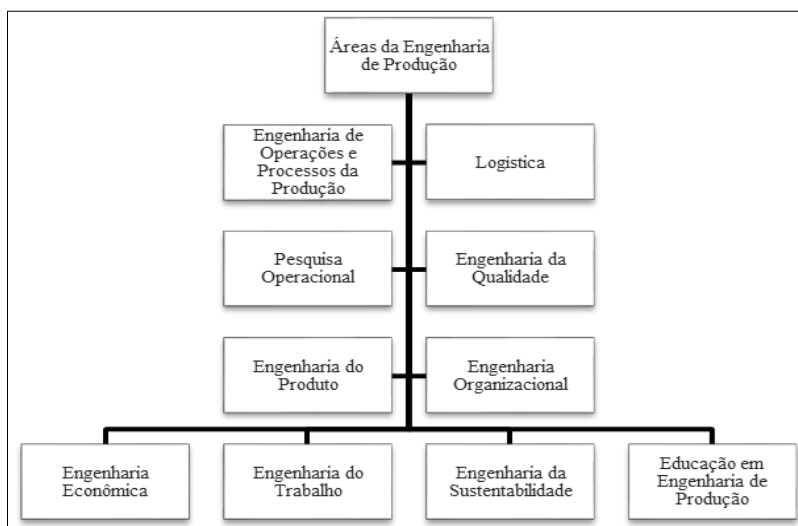 Áreas da Engenharia
de Produção
Engenharia de
Operações e
Processos da
Produção
Logistica
Pesquisa
Operacional
Engenharia da
Qualidade
Engenharia do
Produto
Engenharia
Organizacional
Engenharia
Econômica
Engenharia do
Trabalho
Engenharia da
Sustentabilidade
Educação em
Engenharia de
Produção